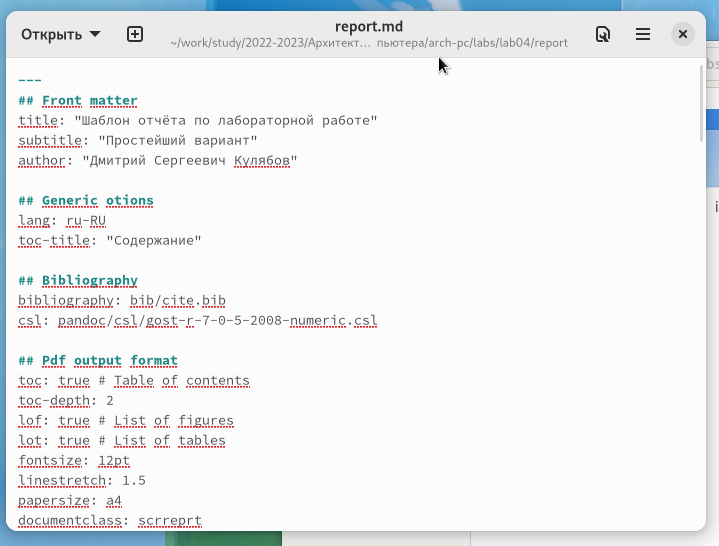 Открыть
report.md
~/work/study/2022-2023/Архитект… пьютера/arch-pc/labs/lab04/report
---
## Front matter
title: "Шаблон отчёта по лабораторной работе"
subtitle: "Простейший вариант"
author: "Дмитрий Сергеевич Кулябов"
## Generic otions
lang: ru-RU
toc-title: "Содержание"
## Bibliography
bibliography: bib/cite.bib
csl: pandoc/csl/gost-r-7-0-5-2008-numeric.csl
## Pdf output format
toc: true # Table of contents
toc-depth: 2
lof: true # List of figures
lot: true # List of tables
fontsize: 12pt
linestretch: 1.5
papersize: a4
documentclass: scrreprt